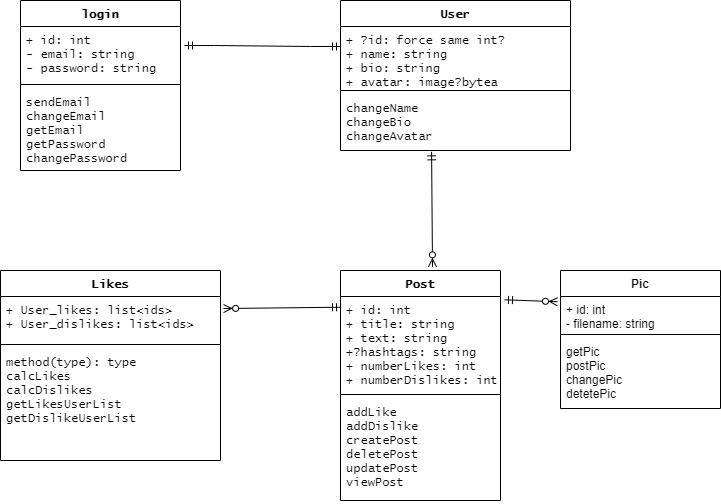 login
+ id: int
- email: string
- password: string
sendEmail
changeEmail
getEmail
getPassword
changePassword
User
+ ?id: force same int?
+ name: string
+ bio: string
+ avatar: image?bytea
changeName
changeBio
changeAvatar
Likes
+ User_likes: list<ids>
+ User_dislikes: list<ids>
method(type): type
calcLikes
calcDislikes
getLikesUserList
getDislikeUserList
Post
+ id: int
+ title: string
+ text: string
+?hashtags: string
+ numberLikes: int
+ numberDislikes: int
addLike
addDislike
createPost
deletePost
updatePost
viewPost
Pic
+ id: int
- filename: string
getPic
postPic
changePic
detetePic